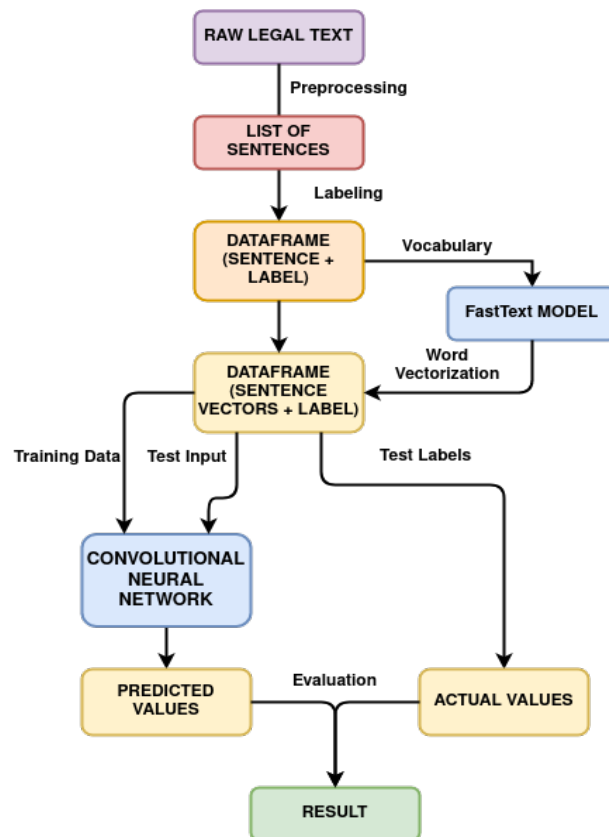 RAW LEGAL TEXT
Preprocessing
LIST OF
SENTENCES
Labeling
DATAFRAME
(SENTENCE +
LABEL)
Vocabulary
FastText MODEL
Word
Vectorization
DATAFRAME
(SENTENCE
VECTORS + LABEL)
Training Data
Test Input
Test Labels
CONVOLUTIONAL
NEURAL
NETWORK
PREDICTED
VALUES
Evaluation
ACTUAL VALUES
RESULT